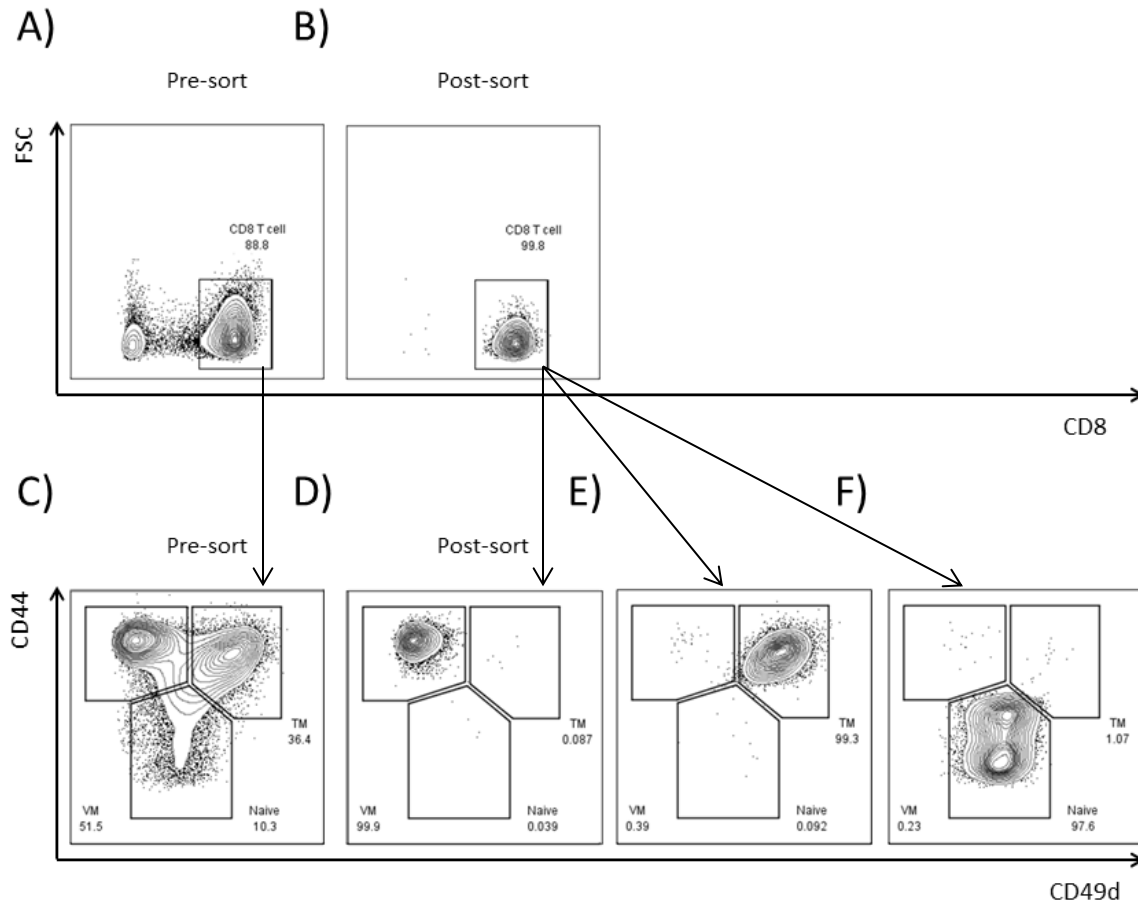 A)
B)
Pre-sort
Post-sort
FSC
CD8 T cell
88.8
CD8 T cell
99.8
CD8
C)
D)
E)
F)
Pre-sort
Post-sort
CD44
TM
36.4
VM
51.5
Naive
10.3
TM
0.087
VM
99.9
Naive
0.039
TM
99.3
VM
0.39
Naive
0.092
TM
1.07
VM
0.23
Naive
97.6
CD49d